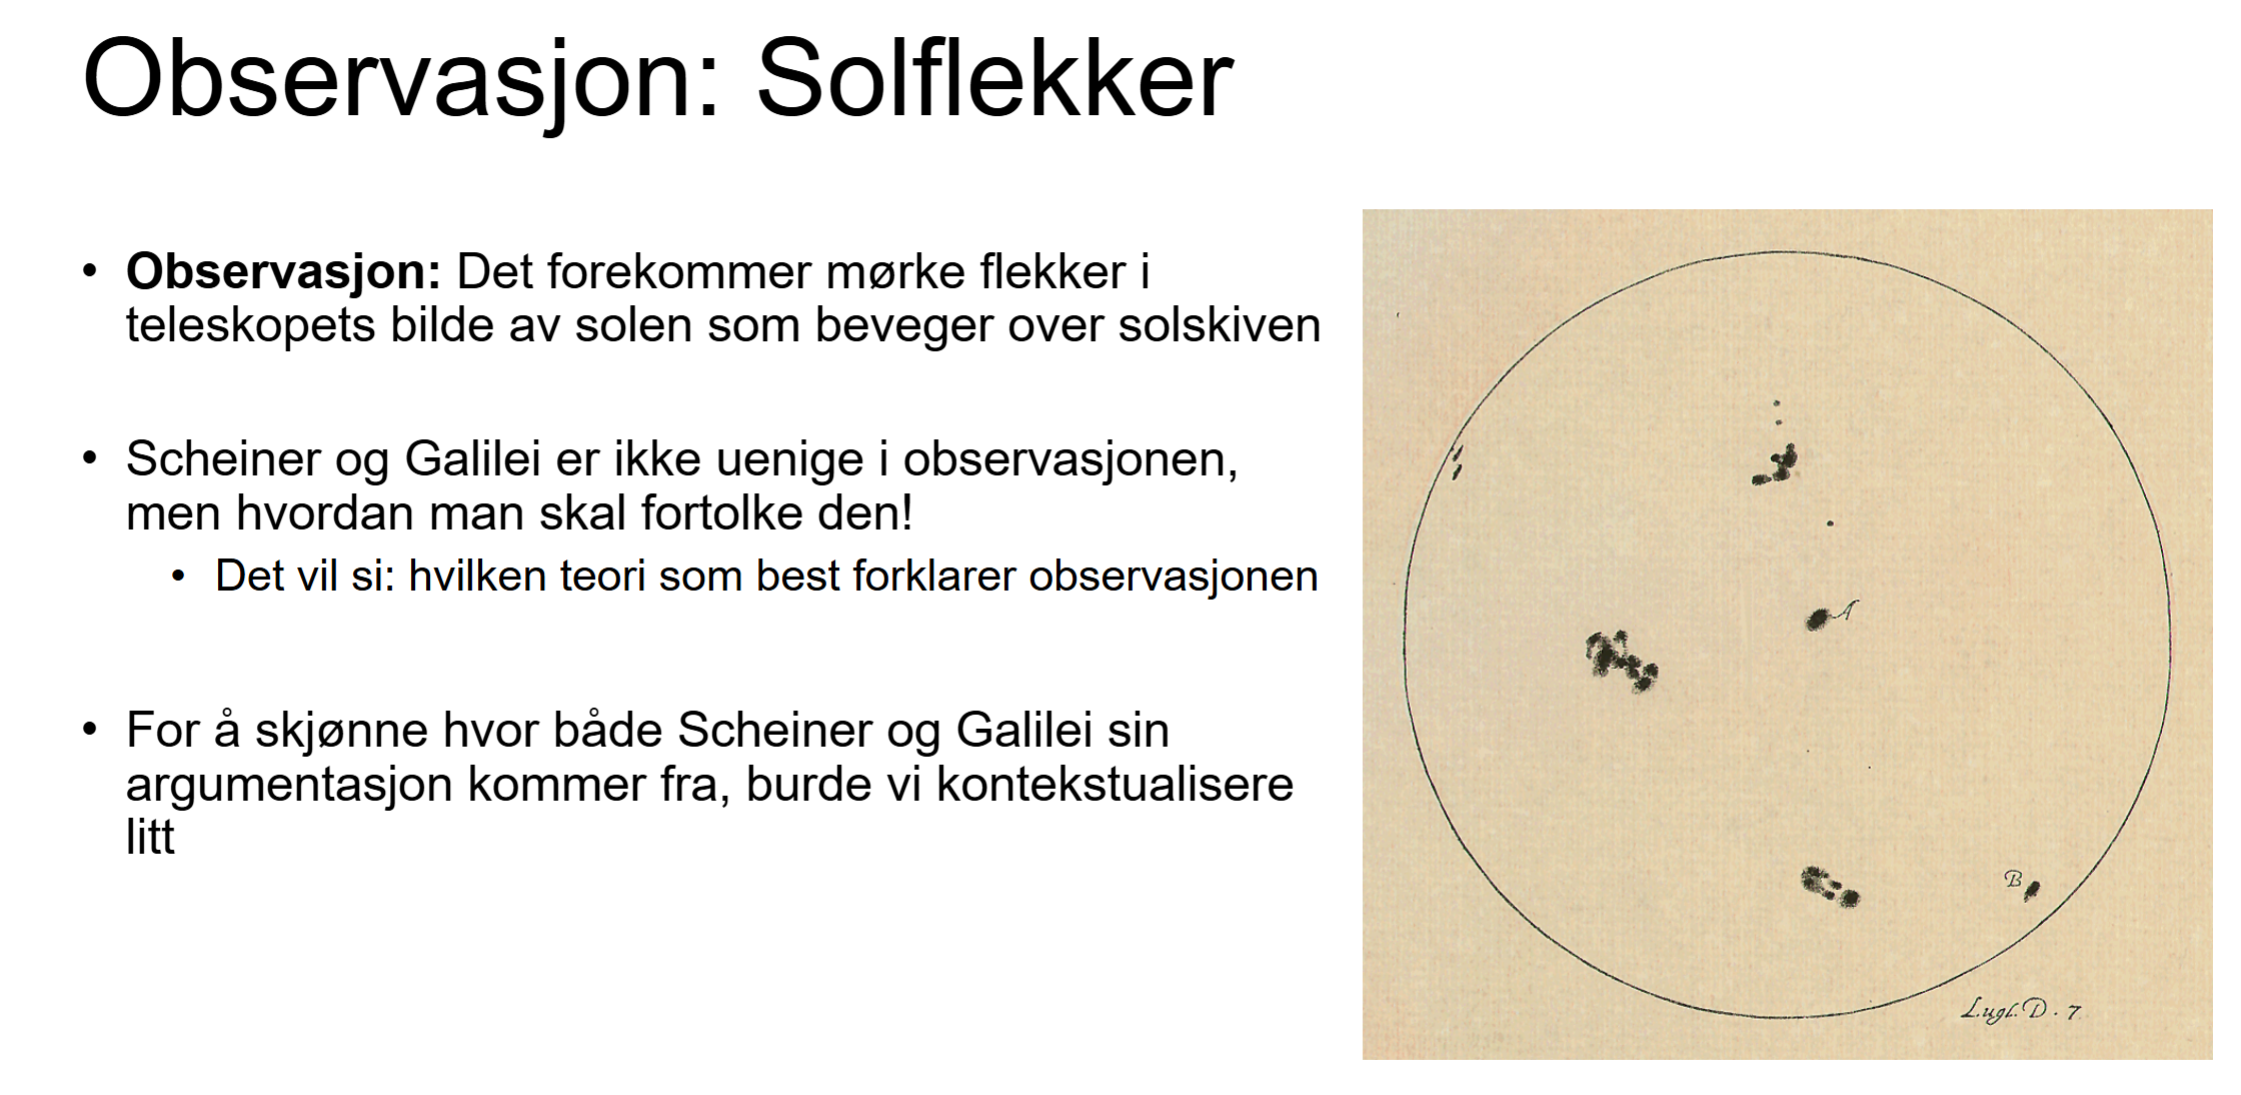 Observasjon: Solflekker
• Observasjon: Det forekommer mørke flekker i
teleskopets bilde av solen som beveger over solskiven
• Scheiner og Galilei er ikke uenige i observasjonen,
men hvordan man skal fortolke den!
• Det vil si: hvilken teori som best forklarer observasjonen
• For å skjønne hvor både Scheiner og Galilei sin
argumentasjon kommer fra, burde vi kontekstualisere
litt
A
B
Lugl. D. 7